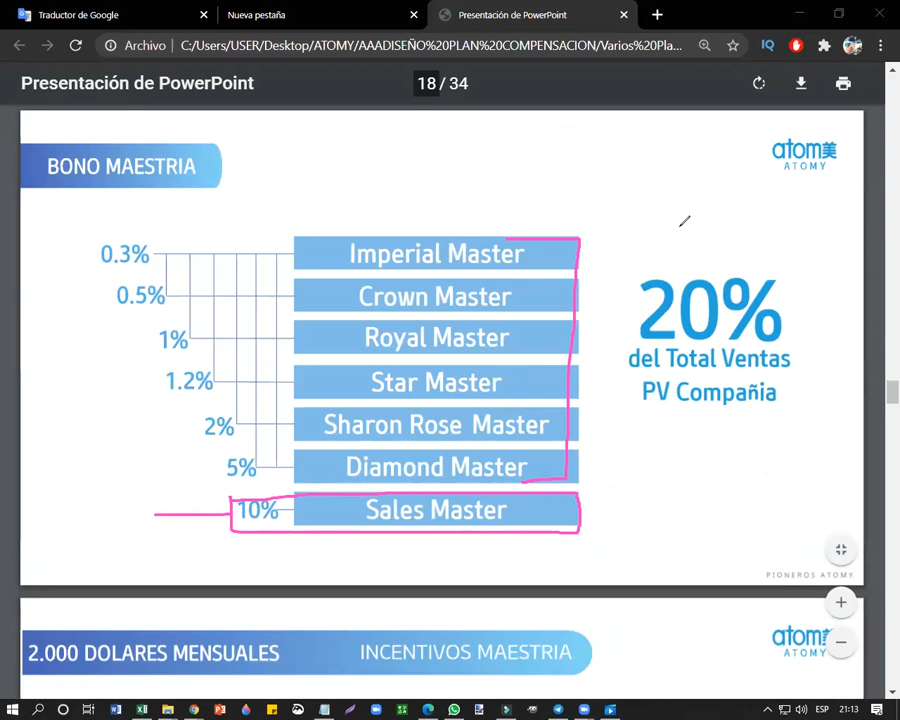 Traductor de Google
Nueva pestaña
Presentación de PowerPoint
Archivo
C:/Users/USER/Desktop/ATOMY/AAADISEÑO%20PLAN%20COMPENSACION/Varios%20Pla...
IQ
Presentación de PowerPoint
18 / 34
BONO MAESTRIA
atom美
ATOMY
0.3%
Imperial Master
0.5%
Crown Master
1%
Royal Master
1.2%
Star Master
2%
Sharon Rose Master
5%
Diamond Master
10%
Sales Master
20%
del Total Ventas
PV Compañia
PIONEROS ATOMY
2.000 DOLARES MENSUALES
INCENTIVOS MAESTRIA
atom美
ATOMY
ESP
21:13